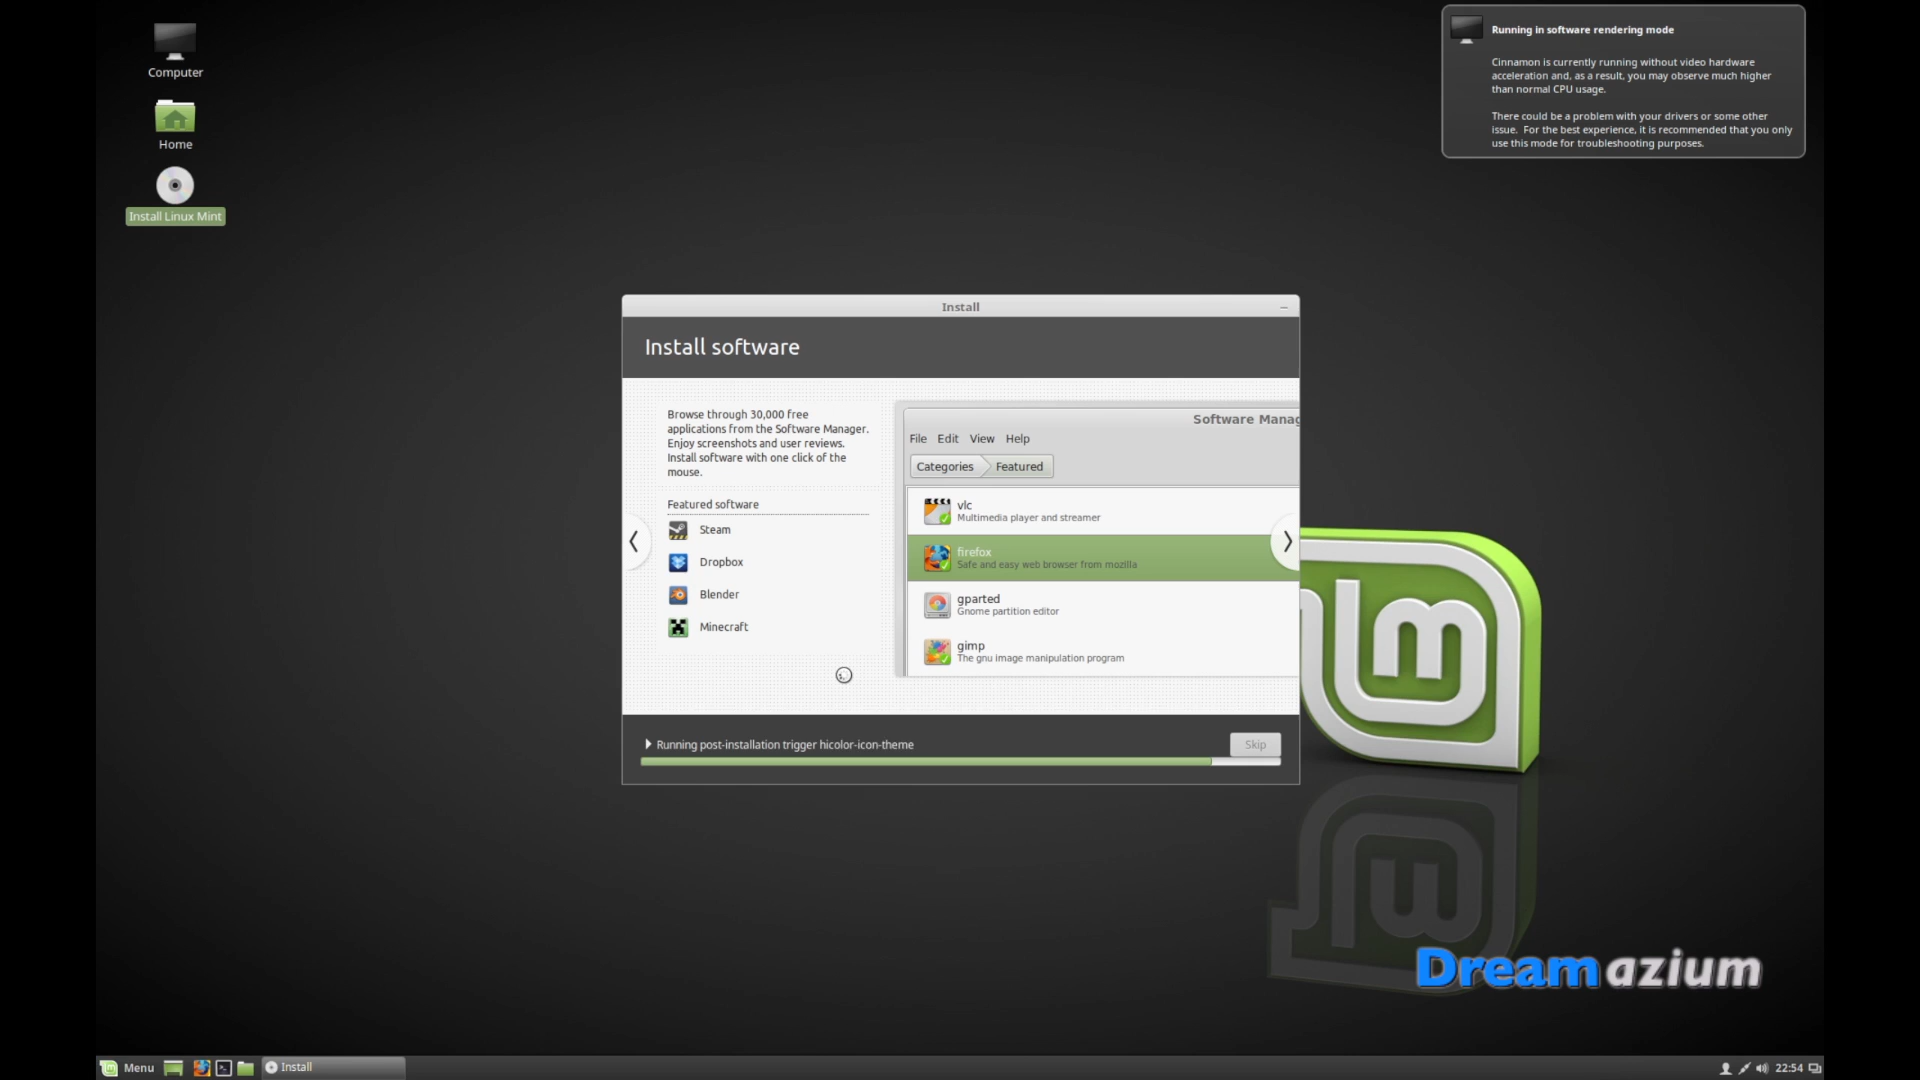 Computer
Home
Install Linux Mint
Running in software rendering mode
Cinnamon is currently running without video hardware
acceleration and, as a result, you may observe much higher
than normal CPU usage.
There could be a problem with your drivers or some other
issue.  For the best experience, it is recommended that you only
use this mode for troubleshooting purposes.
Install
Install software
Browse through 30,000 free
applications from the Software Manager.
Enjoy screenshots and user reviews.
Install software with one click of the
mouse.
Featured software
Steam
Dropbox
Blender
Minecraft
Software Manag
File Edit View Help
Categories Featured
vlc
Multimedia player and streamer
firefox
Safe and easy web browser from mozilla
gparted
Gnome partition editor
gimp
The gnu image manipulation program
Running post-installation trigger hicolor-icon-theme
Skip
Dreamazium
Menu
Install
22:54